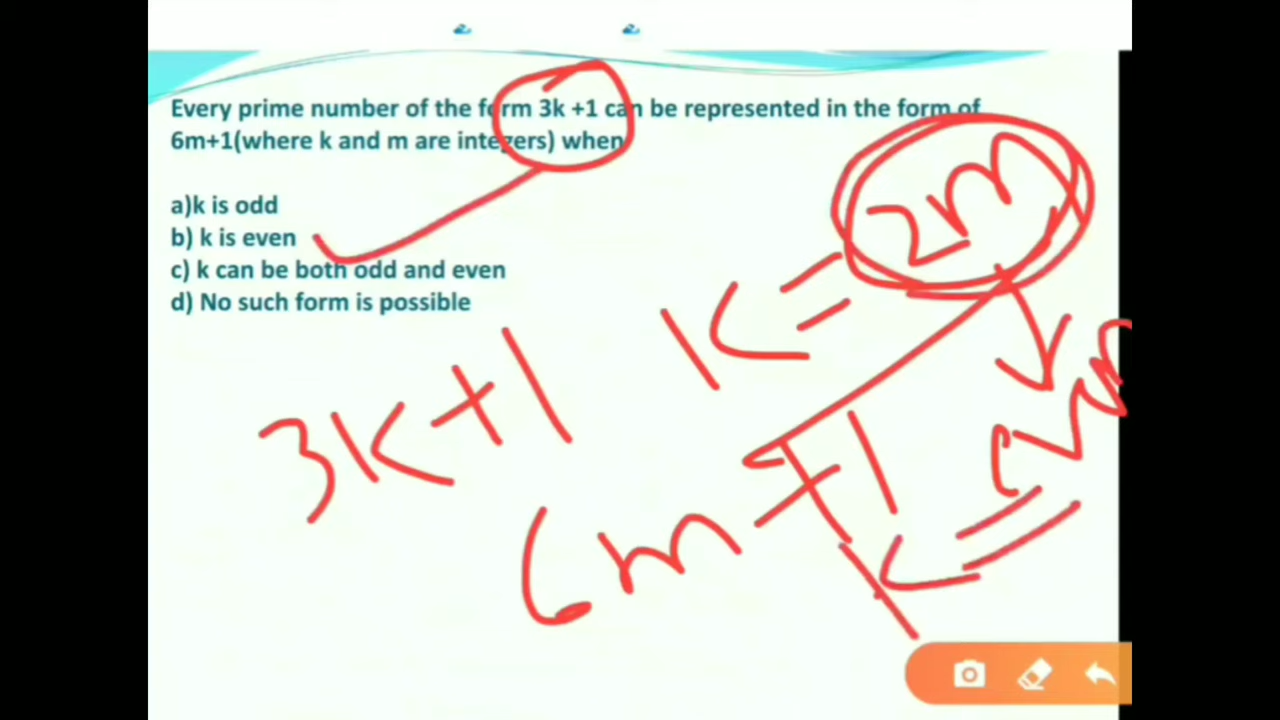 Every prime number of the form 3k +1 can be represented in the form of
6m+1(where k and m are integers) when
a)k is odd
b) k is even
c) k can be both odd and even
d) No such form is possible
K = 2m
3K+1
6m+1
K =